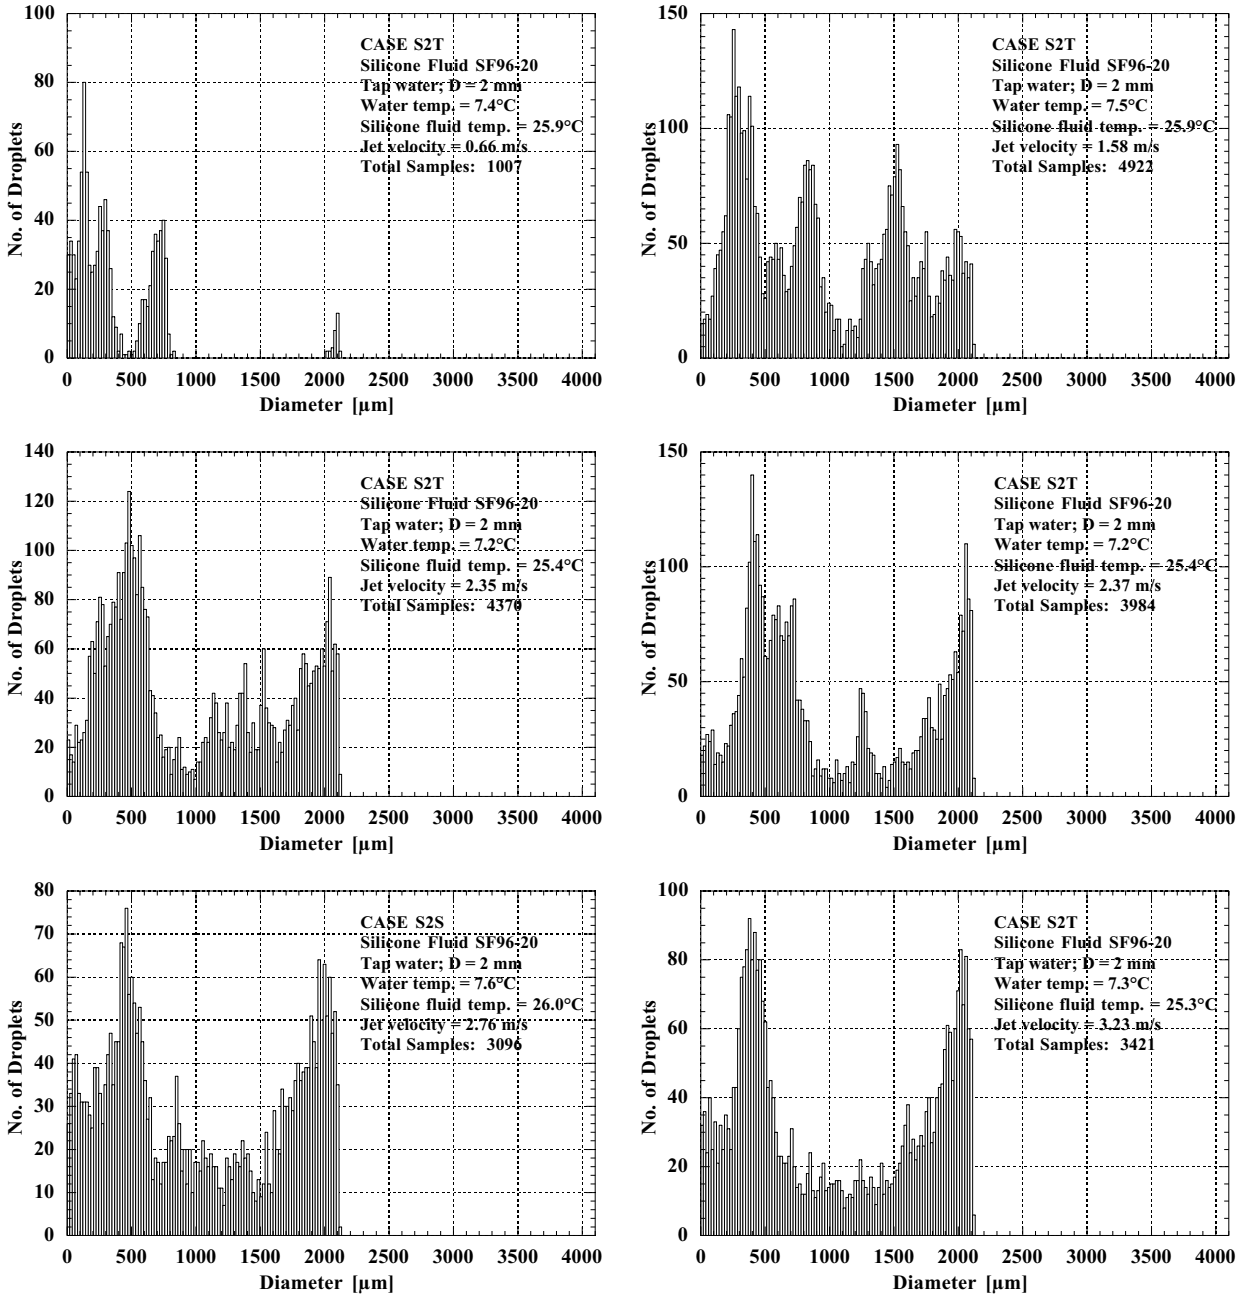 100
80
60
40
20
0
No. of Droplets
CASE S2T
Silicone Fluid SF96-20
Tap water; D = 2 mm
Water temp. = 7.4°C
Silicone fluid temp. = 25.9°C
Jet velocity = 0.66 m/s
Total Samples: 1007
0 500 1000 1500 2000 2500 3000 3500 4000
Diameter [µm]
150
100
50
0
No. of Droplets
CASE S2T
Silicone Fluid SF96-20
Tap water; D = 2 mm
Water temp. = 7.5°C
Silicone fluid temp. = 25.9°C
Jet velocity = 1.58 m/s
Total Samples: 4922
0 500 1000 1500 2000 2500 3000 3500 4000
Diameter [µm]
140
120
100
80
60
40
20
0
No. of Droplets
CASE S2T
Silicone Fluid SF96-20
Tap water; D = 2 mm
Water temp. = 7.2°C
Silicone fluid temp. = 25.4°C
Jet velocity = 2.35 m/s
Total Samples: 4370
0 500 1000 1500 2000 2500 3000 3500 4000
Diameter [µm]
150
100
50
0
No. of Droplets
CASE S2T
Silicone Fluid SF96-20
Tap water; D = 2 mm
Water temp. = 7.2°C
Silicone fluid temp. = 25.4°C
Jet velocity = 2.37 m/s
Total Samples: 3984
0 500 1000 1500 2000 2500 3000 3500 4000
Diameter [µm]
80
70
60
50
40
30
20
10
0
No. of Droplets
CASE S2S
Silicone Fluid SF96-20
Tap water; D = 2 mm
Water temp. = 7.6°C
Silicone fluid temp. = 26.0°C
Jet velocity = 2.76 m/s
Total Samples: 3096
0 500 1000 1500 2000 2500 3000 3500 4000
Diameter [µm]
100
80
60
40
20
0
No. of Droplets
CASE S2T
Silicone Fluid SF96-20
Tap water; D = 2 mm
Water temp. = 7.3°C
Silicone fluid temp. = 25.3°C
Jet velocity = 3.23 m/s
Total Samples: 3421
0 500 1000 1500 2000 2500 3000 3500 4000
Diameter [µm]